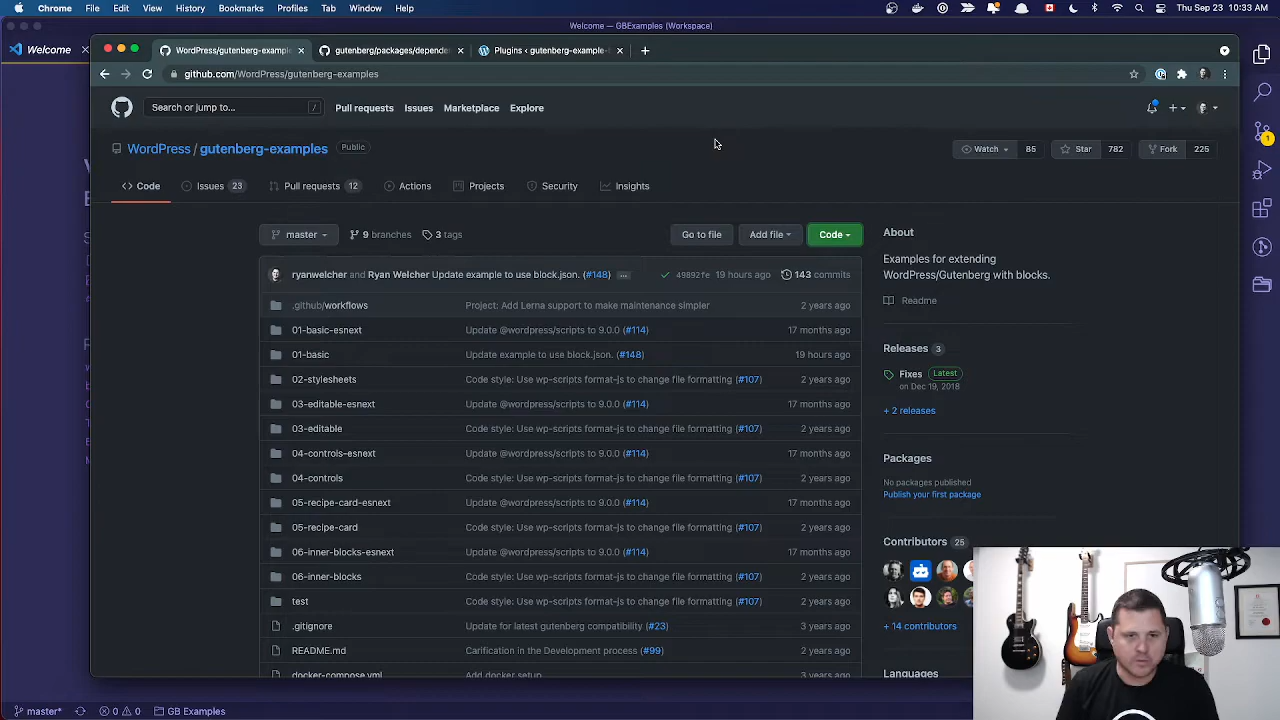 Chrome File Edit View History Bookmarks Profiles Tab Window Help Thu Sep 23 10:33 AM
Welcome — GBExamples (Workspace)
Welcome
WordPress/gutenberg-example
gutenberg/packages/depende
Plugins ‹ gutenberg-example-
github.com/WordPress/gutenberg-examples
Search or jump to... /
Pull requests Issues Marketplace Explore
WordPress / gutenberg-examples Public
Watch 85 Star 782 Fork 225
1
Code Issues 23 Pull requests 12 Actions Projects Security Insights
master 9 branches 3 tags Go to file Add file Code
About
Examples for extending
WordPress/Gutenberg with blocks.
Readme
ryanwelcher and Ryan Welcher Update example to use block.json. (#148) ... 49892fe 19 hours ago 143 commits
.github/workflows Project: Add Lerna support to make maintenance simpler 2 years ago
01-basic-esnext Update @wordpress/scripts to 9.0.0 (#114) 17 months ago
01-basic Update example to use block.json. (#148) 19 hours ago
02-stylesheets Code style: Use wp-scripts format-js to change file formatting (#107) 2 years ago
03-editable-esnext Update @wordpress/scripts to 9.0.0 (#114) 17 months ago
03-editable Code style: Use wp-scripts format-js to change file formatting (#107) 2 years ago
04-controls-esnext Update @wordpress/scripts to 9.0.0 (#114) 17 months ago
04-controls Code style: Use wp-scripts format-js to change file formatting (#107) 2 years ago
05-recipe-card-esnext Update @wordpress/scripts to 9.0.0 (#114) 17 months ago
05-recipe-card Code style: Use wp-scripts format-js to change file formatting (#107) 2 years ago
06-inner-blocks-esnext Update @wordpress/scripts to 9.0.0 (#114) 17 months ago
06-inner-blocks Code style: Use wp-scripts format-js to change file formatting (#107) 2 years ago
test Code style: Use wp-scripts format-js to change file formatting (#107) 2 years ago
.gitignore Update for latest gutenberg compatibility (#23) 3 years ago
README.md Carification in the Development process (#99) 2 years ago
docker-compose.yml Add docker setup 2 years ago
Releases 3
Fixes Latest
on Dec 19, 2018
+ 2 releases
Packages
No packages published
Publish your first package
Contributors 25
+ 14 contributors
Languages
master* 0 0 GB Examples